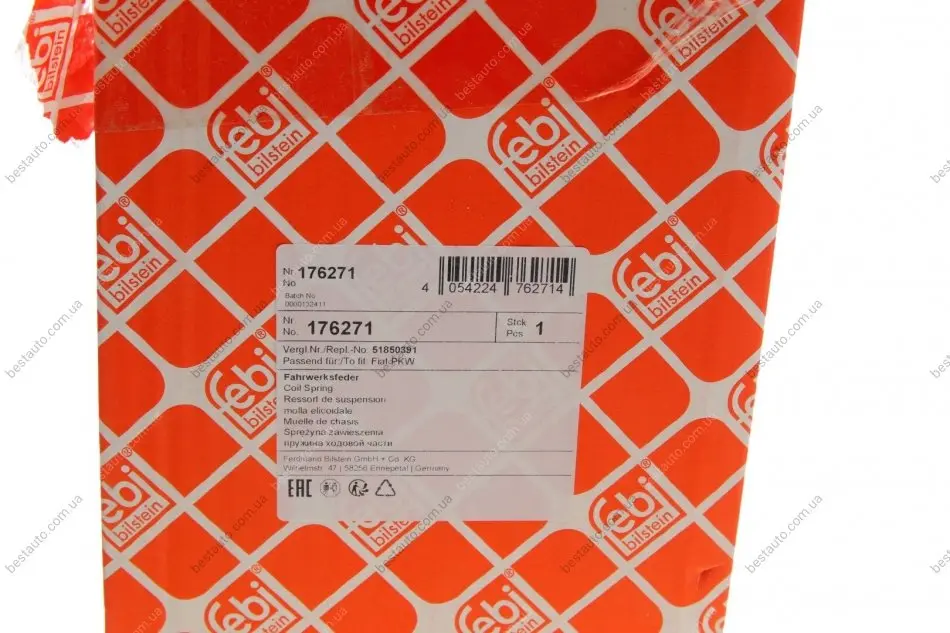 febi
bilstein
®
Nr 176271
No
Batch No
0000132411
4 054224 762714
Nr
No. 176271
Stck
Pcs 1
Vergl.Nr./Repl.-No. 51850391
Passend für:/To fit: Fiat-PKW
Fahrwerksfeder
Coil Spring
Ressort de suspension
molla elicoidale
Muelle de chasis
Sprężyna zawieszenia
пружина ходовой части
Ferdinand Bilstein GmbH + Co. KG
Wilhelmstr. 47 | 58256 Ennepetal | Germany
EAC
bestauto.com.ua